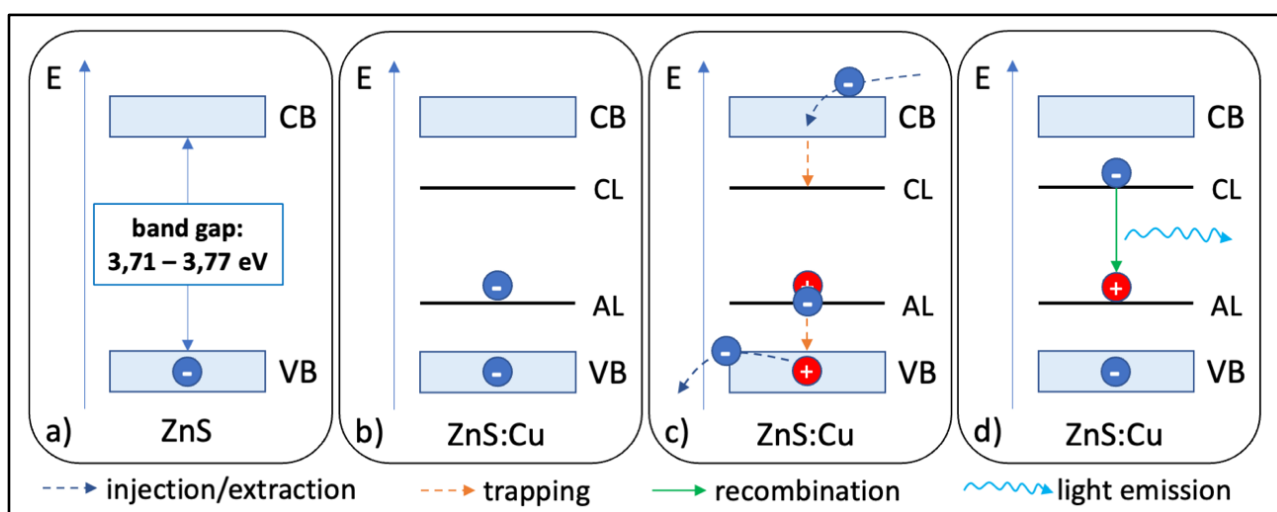 E
CB
band gap:
3,71 – 3,77 eV
-
VB
a)
ZnS
E
CB
CL
-
AL
-
VB
b)
ZnS:Cu
E
-
CB
CL
+
-
AL
-
+
VB
c)
ZnS:Cu
E
CB
-
CL
+
AL
-
VB
d)
ZnS:Cu
injection/extraction
trapping
recombination
light emission